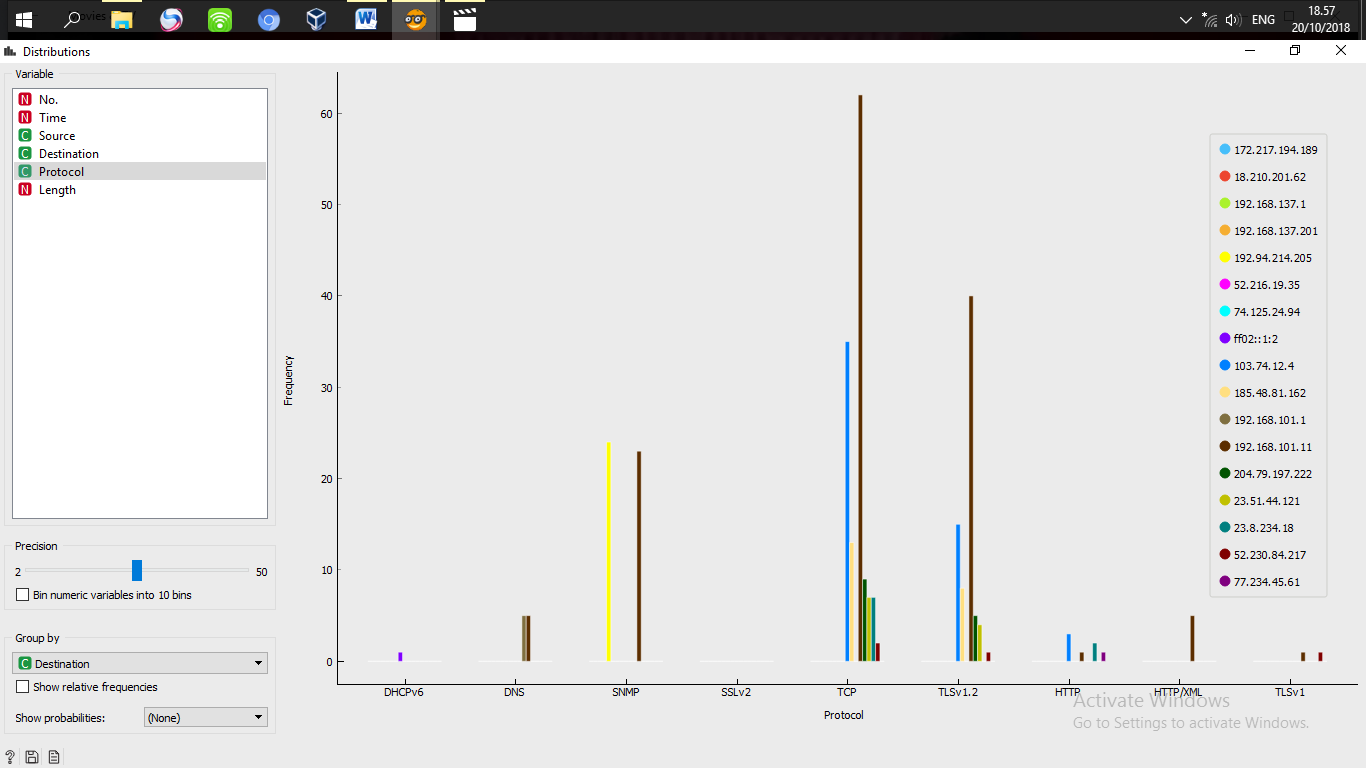 ovies
ENG
18.57
20/10/2018
Distributions
Variable
N No.
N Time
C Source
C Destination
C Protocol
N Length
Precision
2 50
Bin numeric variables into 10 bins
Group by
C Destination
Show relative frequencies
Show probabilities: (None)
?
Frequency
60
50
40
30
20
10
0
DHCPv6 DNS SNMP SSLv2 TCP TLSv1.2 HTTP HTTP/XML TLSv1
Protocol
172.217.194.189
18.210.201.62
192.168.137.1
192.168.137.201
192.94.214.205
52.216.19.35
74.125.24.94
ff02::1:2
103.74.12.4
185.48.81.162
192.168.101.1
192.168.101.11
204.79.197.222
23.51.44.121
23.8.234.18
52.230.84.217
77.234.45.61
Activate Windows
Go to Settings to activate Windows.